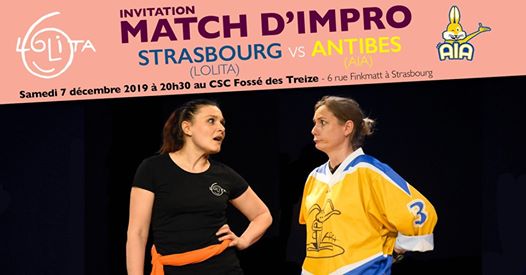 LOLITA
INVITATION
MATCH D'IMPRO
STRASBOURG vs ANTIBES
(LOLITA) (AIA)
AIA
Samedi 7 décembre 2019 à 20h30 au CSC Fossé des Treize - 6 rue Finkmatt à Strasbourg
LOLITA
3